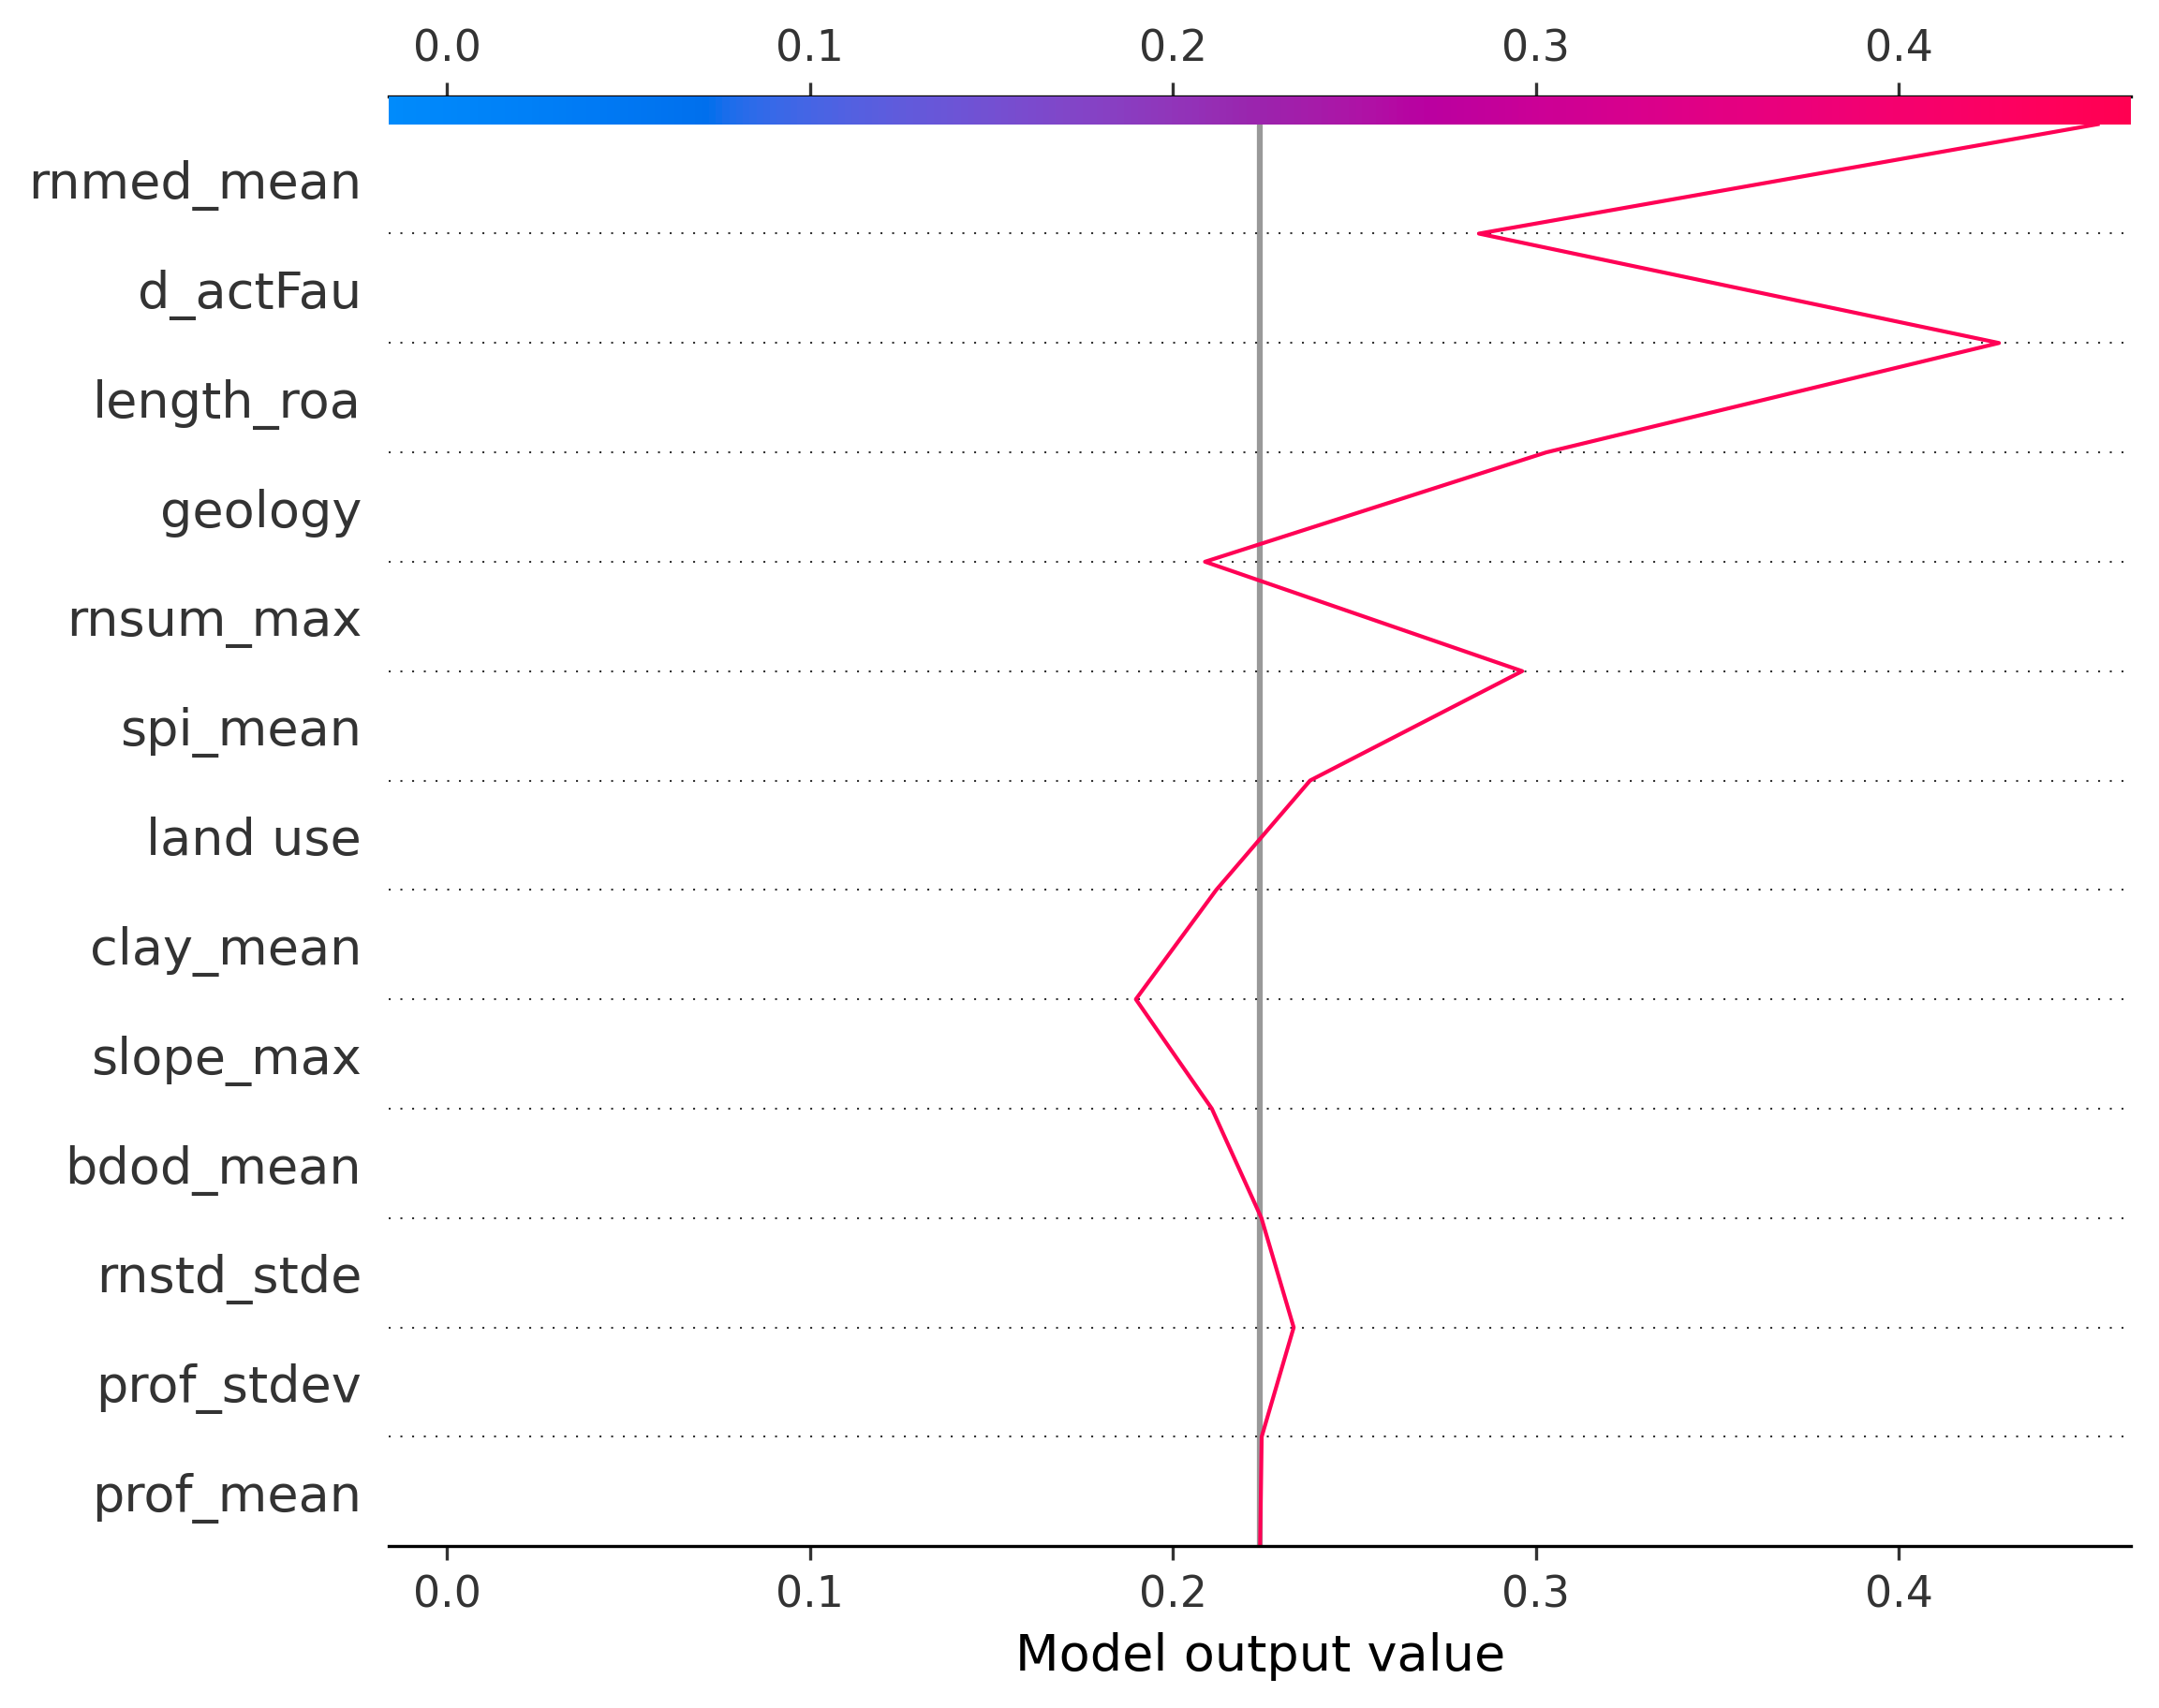 0.0 0.1 0.2 0.3 0.4
rnmed_mean
d_actFau
length_roa
geology
rnsum_max
spi_mean
land use
clay_mean
slope_max
bdod_mean
rnstd_stde
prof_stdev
prof_mean
0.0 0.1 0.2 0.3 0.4
Model output value